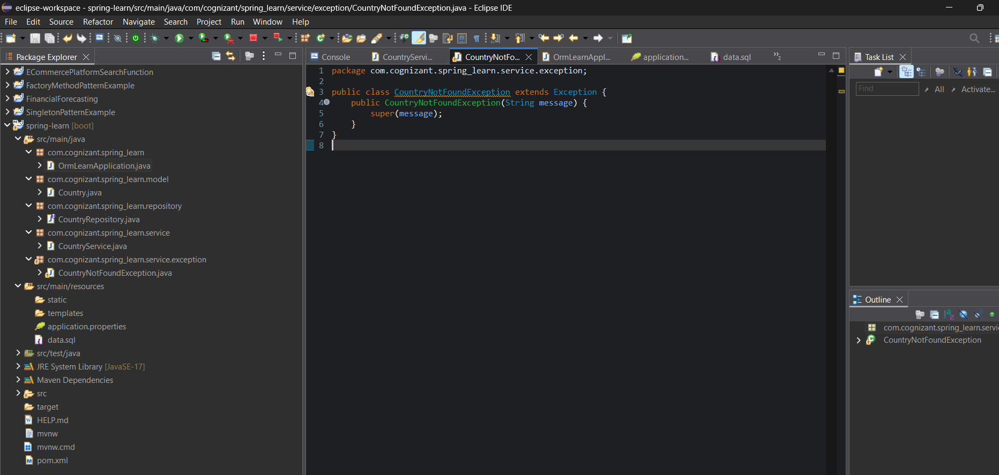 eclipse-workspace - spring-learn/src/main/java/com/cognizant/spring_learn/service/exception/CountryNotFoundException.java - Eclipse IDE
File Edit Source Refactor Navigate Search Project Run Window Help
Package Explorer
ECommercePlatformSearchFunction
FactoryMethodPatternExample
FinancialForecasting
SingletonPatternExample
spring-learn [boot]
src/main/java
com.cognizant.spring_learn
OrmLearnApplication.java
com.cognizant.spring_learn.model
Country.java
com.cognizant.spring_learn.repository
CountryRepository.java
com.cognizant.spring_learn.service
CountryService.java
com.cognizant.spring_learn.service.exception
CountryNotFoundException.java
src/main/resources
static
templates
application.properties
data.sql
src/test/java
JRE System Library [JavaSE-17]
Maven Dependencies
src
target
HELP.md
mvnw
mvnw.cmd
pom.xml
Console CountryServi... CountryNotFo... OrmLearnAppl... application... data.sql »2
1 package com.cognizant.spring_learn.service.exception;
2
3 public class CountryNotFoundException extends Exception {
4 public CountryNotFoundException(String message) {
5 super(message);
6 }
7 }
8
Task List
Find All Activate...
Outline
com.cognizant.spring_learn.servi
CountryNotFoundException